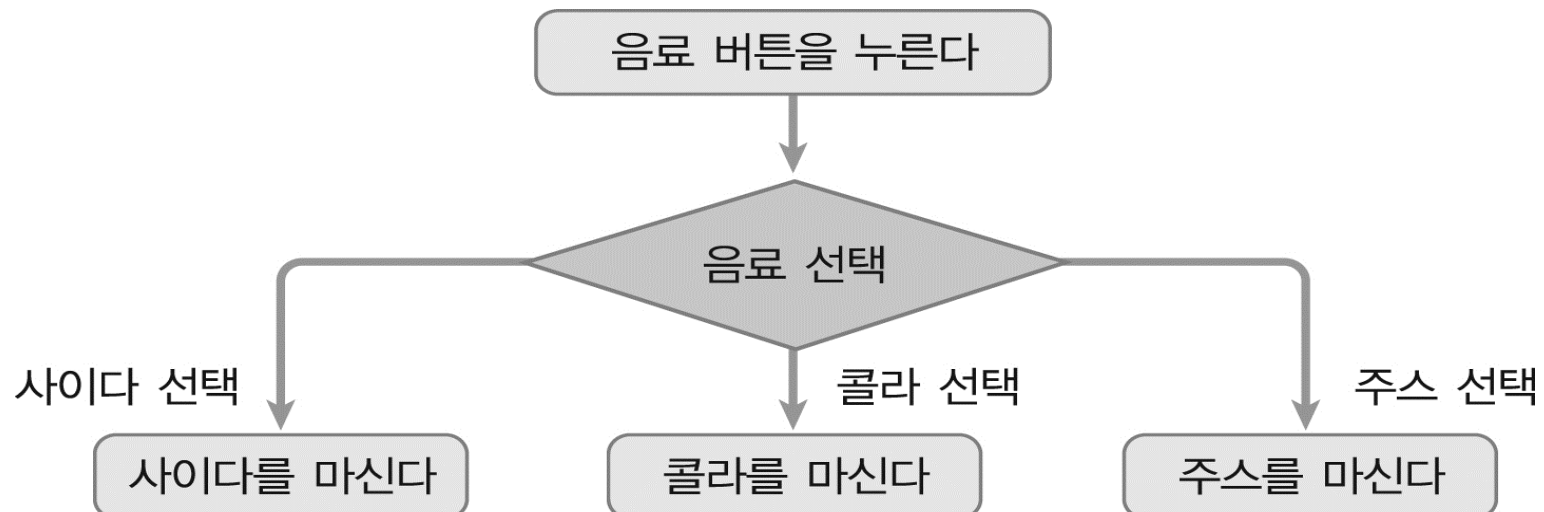 음료 버튼을 누른다
음료 선택
사이다 선택
콜라 선택
주스 선택
사이다를 마신다
콜라를 마신다
주스를 마신다